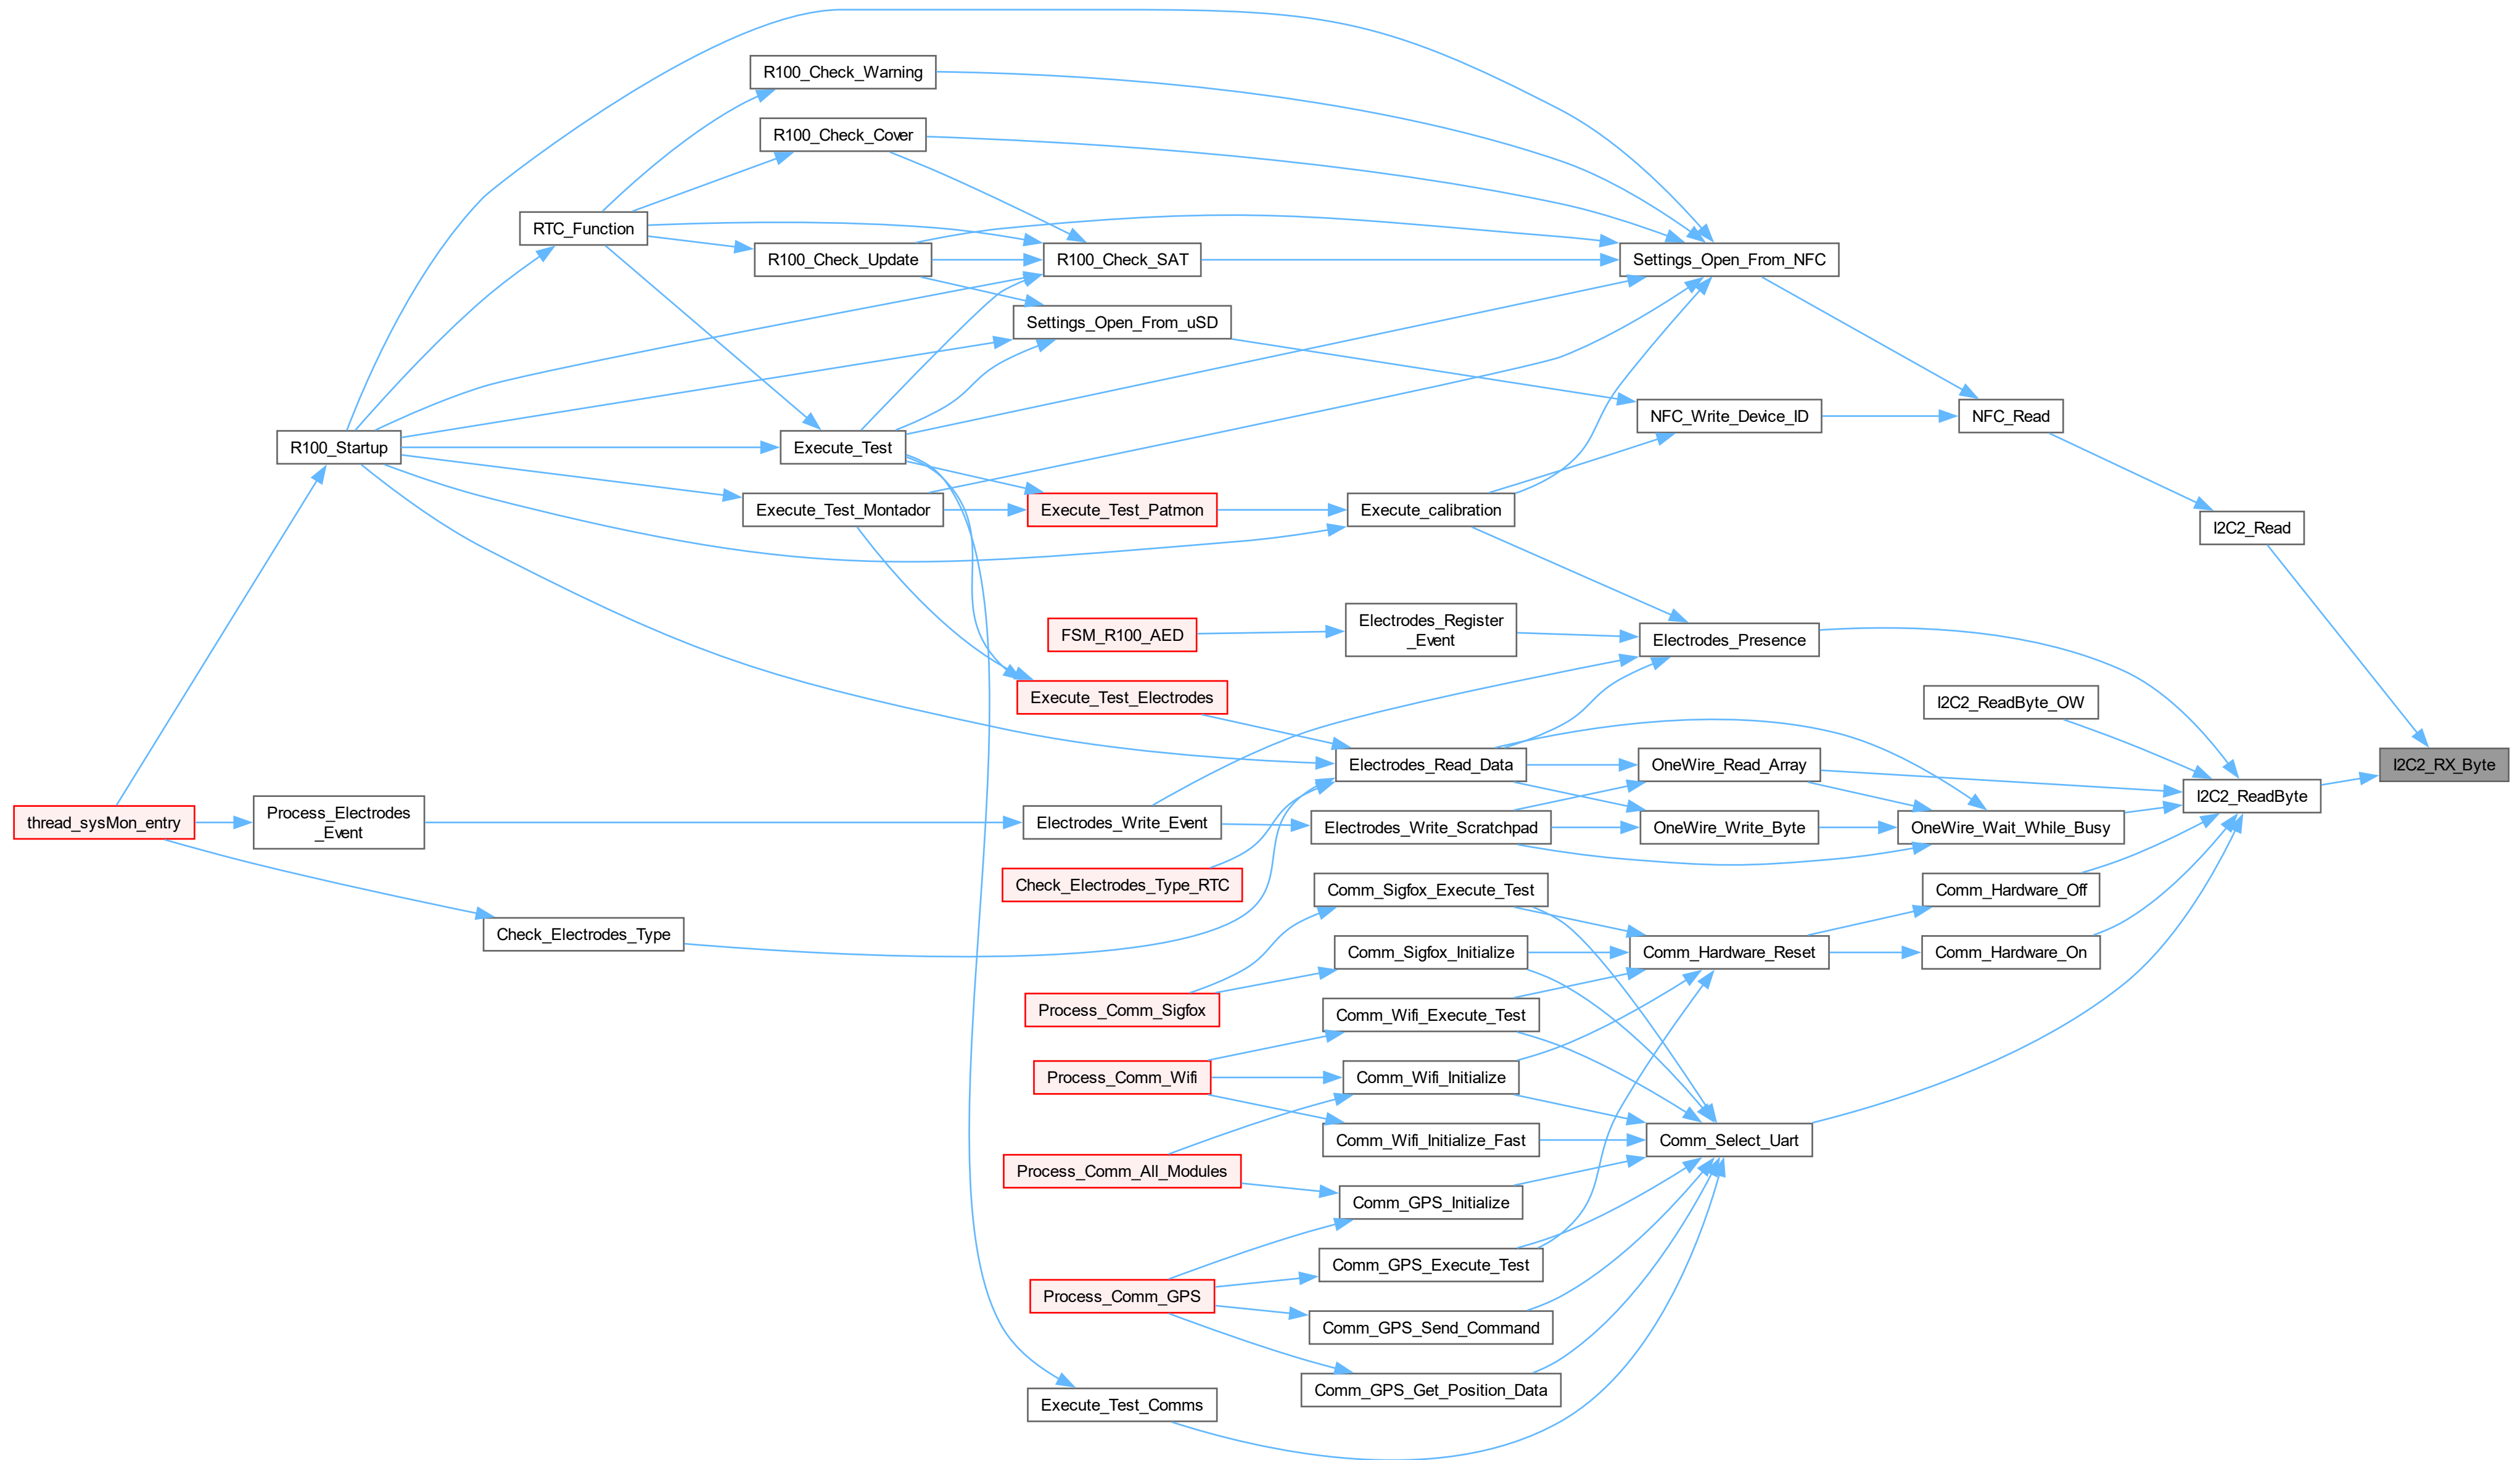 R100_Check_Warning
R100_Check_Cover
RTC_Function
R100_Check_Update
R100_Check_SAT
Settings_Open_From_NFC
Settings_Open_From_uSD
NFC_Write_Device_ID
NFC_Read
R100_Startup
Execute_Test
Execute_Test_Montador
Execute_Test_Patmon
Execute_calibration
I2C2_Read
FSM_R100_AED
Electrodes_Register
_Event
Electrodes_Presence
Execute_Test_Electrodes
I2C2_ReadByte_OW
Electrodes_Read_Data
OneWire_Read_Array
I2C2_RX_Byte
I2C2_ReadByte
thread_sysMon_entry
Process_Electrodes
_Event
Electrodes_Write_Event
Electrodes_Write_Scratchpad
OneWire_Write_Byte
OneWire_Wait_While_Busy
Check_Electrodes_Type_RTC
Comm_Sigfox_Execute_Test
Comm_Hardware_Off
Check_Electrodes_Type
Comm_Sigfox_Initialize
Comm_Hardware_Reset
Comm_Hardware_On
Process_Comm_Sigfox
Comm_Wifi_Execute_Test
Process_Comm_Wifi
Comm_Wifi_Initialize
Comm_Wifi_Initialize_Fast
Comm_Select_Uart
Process_Comm_All_Modules
Comm_GPS_Initialize
Comm_GPS_Execute_Test
Process_Comm_GPS
Comm_GPS_Send_Command
Comm_GPS_Get_Position_Data
Execute_Test_Comms